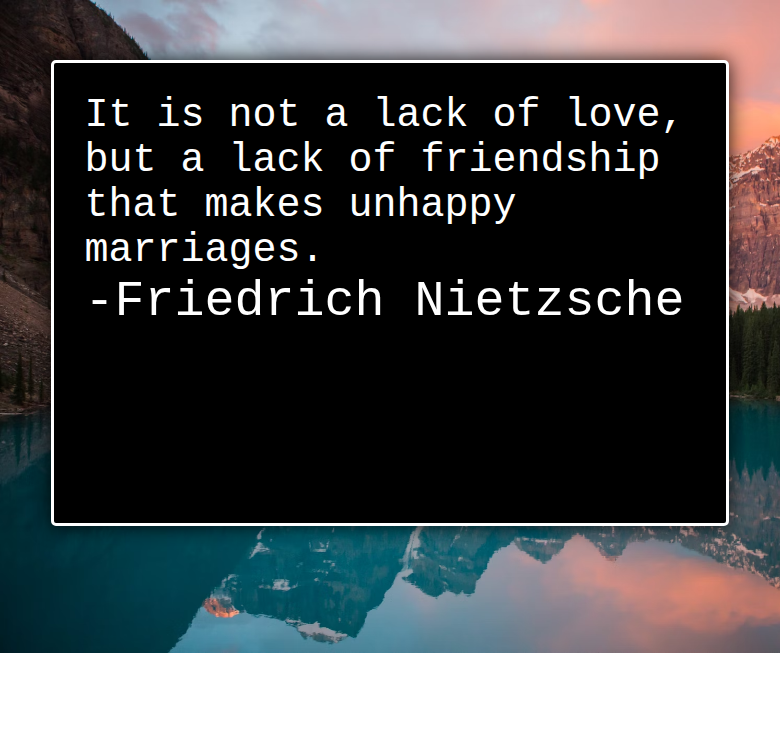 It is not a lack of love,
but a lack of friendship
that makes unhappy
marriages.
-Friedrich Nietzsche